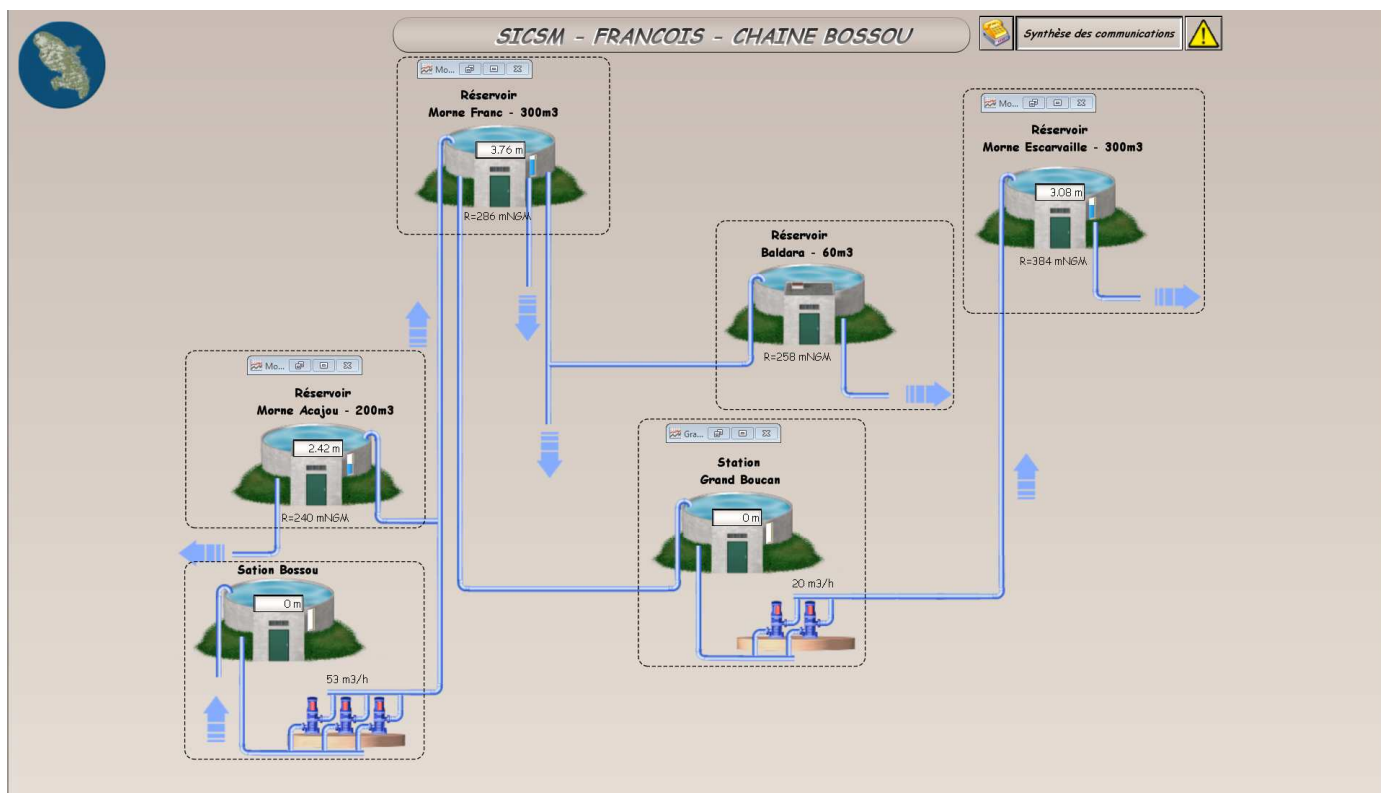 SICSM - FRANCOIS - CHAINE BOSSOU
Synthèse des communications
Mo...
Réservoir
Morne Franc - 300m3
3.76 m
R=286 mNGM
Mo...
Réservoir
Morne Escarvaille - 300m3
3.08 m
R=384 mNGM
Réservoir
Baldara - 60m3
R=258 mNGM
Mo...
Réservoir
Morne Acajou - 200m3
2.42 m
R=240 mNGM
Gra...
Station
Grand Boucan
0 m
20 m3/h
Sation Bossou
0 m
53 m3/h